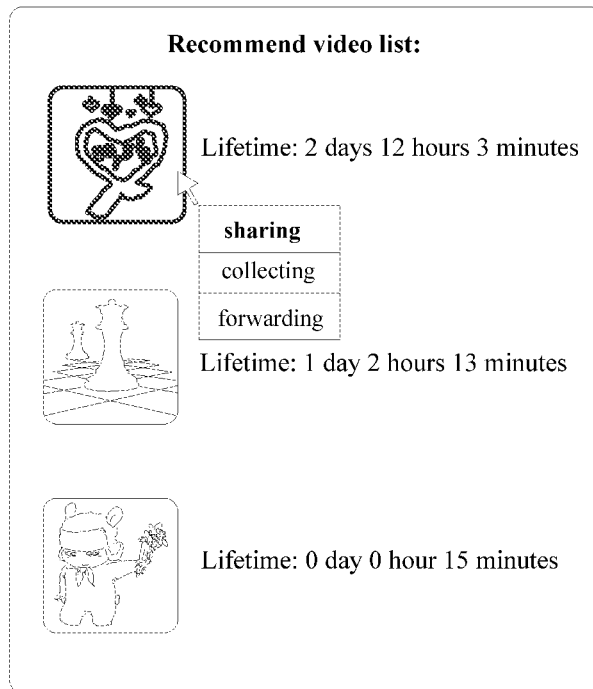 Recommend video list:
Lifetime: 2 days 12 hours 3 minutes
sharing
collecting
forwarding
Lifetime: 1 day 2 hours 13 minutes
Lifetime: 0 day 0 hour 15 minutes